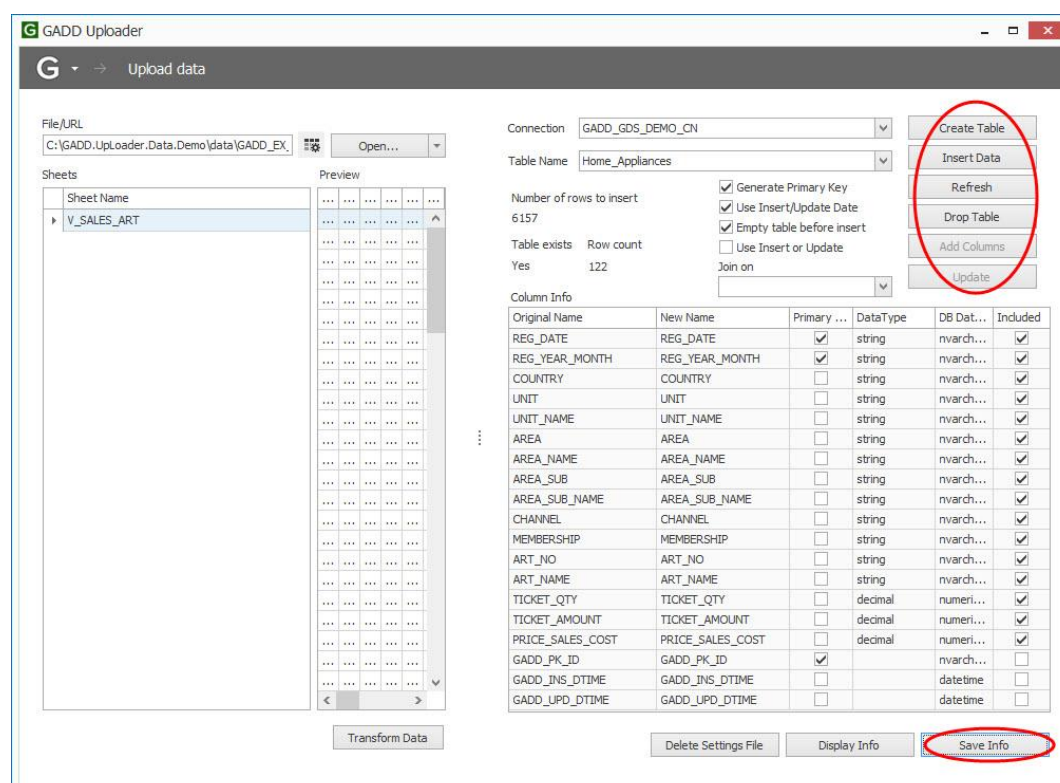 GADD Uploader
G → Upload data
File/URL
C:\GADD.UpLoader.Data.Demo\data\GADD_EX_
Open...
Sheets
Sheet Name
V_SALES_ART
Preview
Transform Data
Connection GADD_GDS_DEMO_CN
Table Name Home_Appliances
Number of rows to insert
6157
Table exists Row count
Yes 122
Generate Primary Key
Use Insert/Update Date
Empty table before insert
Use Insert or Update
Join on
Create Table
Insert Data
Refresh
Drop Table
Add Columns
Update
Column Info
Original Name New Name Primary ... DataType DB Dat... Included
REG_DATE REG_DATE string nvarch...
REG_YEAR_MONTH REG_YEAR_MONTH string nvarch...
COUNTRY COUNTRY string nvarch...
UNIT UNIT string nvarch...
UNIT_NAME UNIT_NAME string nvarch...
AREA AREA string nvarch...
AREA_NAME AREA_NAME string nvarch...
AREA_SUB AREA_SUB string nvarch...
AREA_SUB_NAME AREA_SUB_NAME string nvarch...
CHANNEL CHANNEL string nvarch...
MEMBERSHIP MEMBERSHIP string nvarch...
ART_NO ART_NO string nvarch...
ART_NAME ART_NAME string nvarch...
TICKET_QTY TICKET_QTY decimal numeri...
TICKET_AMOUNT TICKET_AMOUNT decimal numeri...
PRICE_SALES_COST PRICE_SALES_COST decimal numeri...
GADD_PK_ID GADD_PK_ID nvarch...
GADD_INS_DTIME GADD_INS_DTIME datetime
GADD_UPD_DTIME GADD_UPD_DTIME datetime
Delete Settings File Display Info Save Info